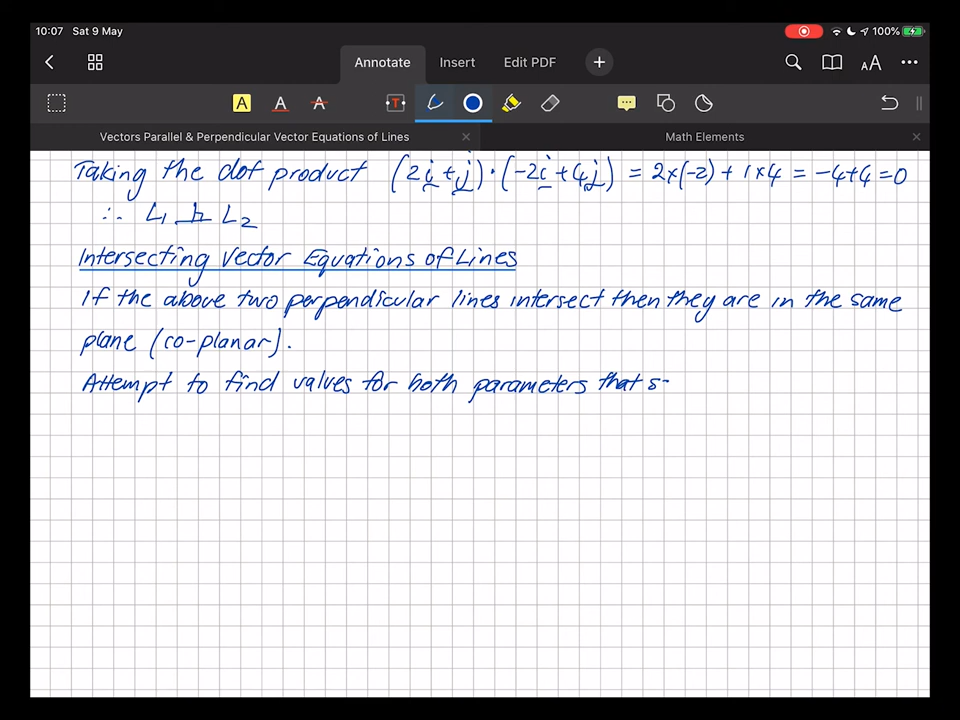 10:07 Sat 9 May 100%
Annotate Insert Edit PDF
Vectors Parallel & Perpendicular Vector Equations of Lines Math Elements
Taking the dot product (2i+j)·(-2i+4j) = 2×(-2)+1×4 = -4+4=0
∴ L₁ ⊥ L₂
Intersecting Vector Equations of Lines
If the above two perpendicular lines intersect then they are in the same
plane (co-planar).
Attempt to find values for both parameters that s